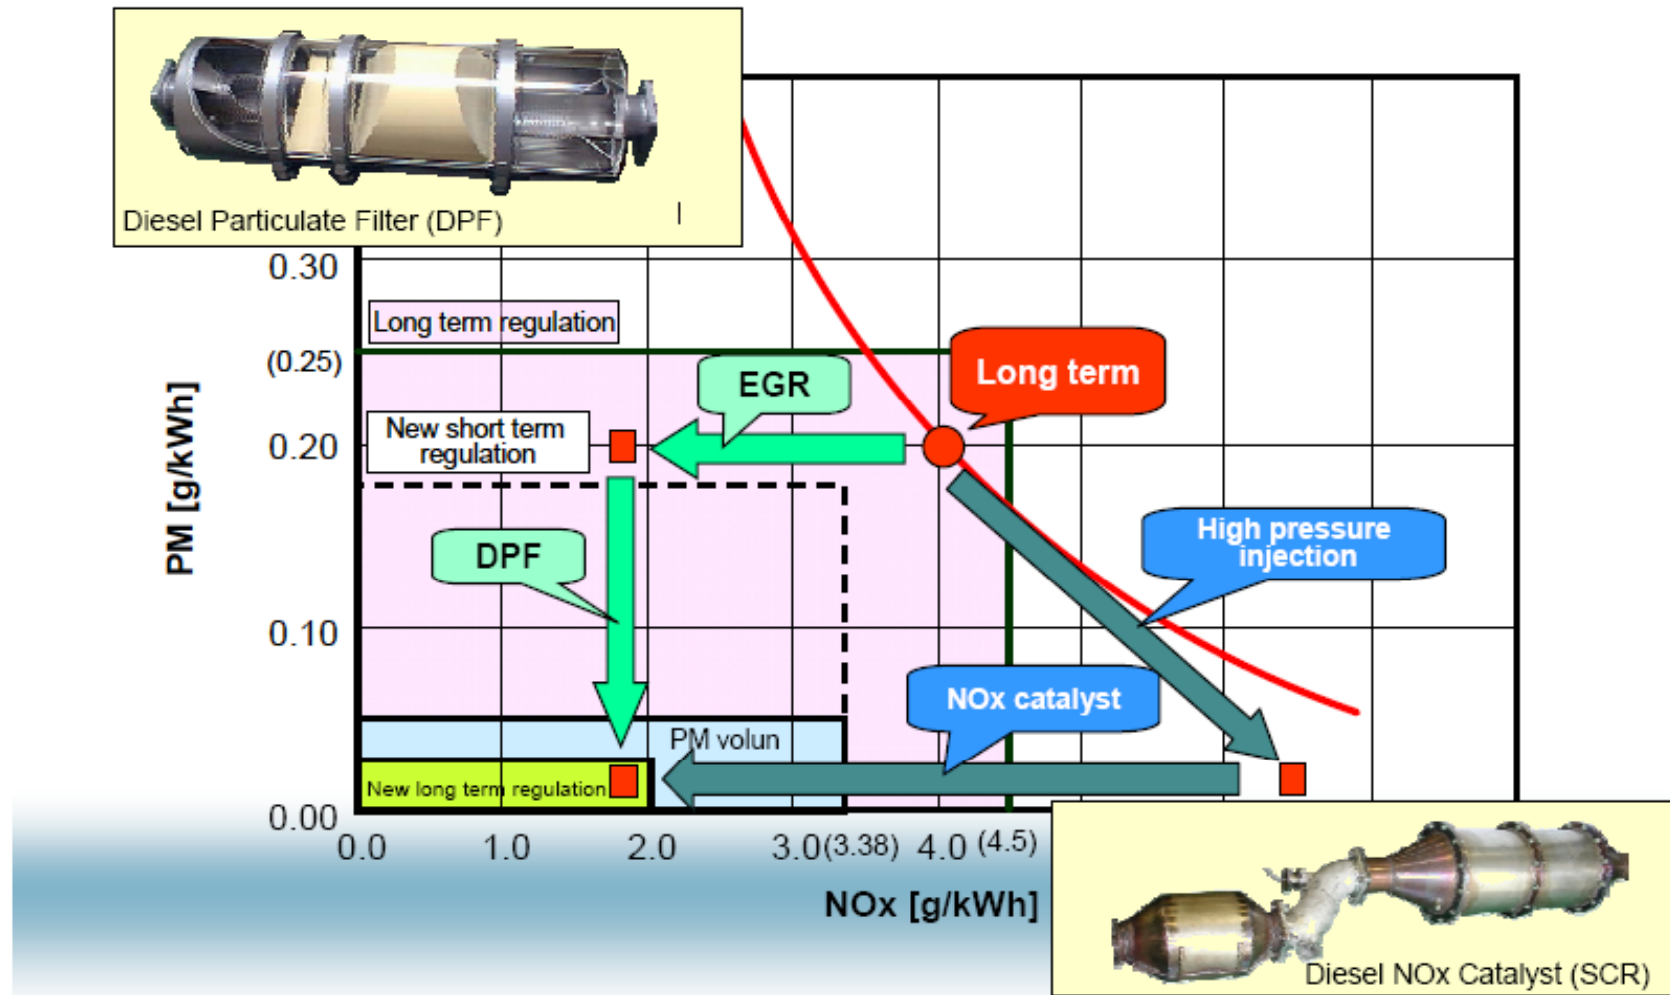 Diesel Particulate Filter (DPF)
0.30
Long term regulation
(0.25)
EGR
Long term
PM [g/kWh]
New short term
regulation
0.20
High pressure
injection
DPF
0.10
NOx catalyst
PM volun
New long term regulation
0.00
0.0
1.0
2.0
3.0
(3.38)
4.0
(4.5)
NOx [g/kWh]
Diesel NOx Catalyst (SCR)